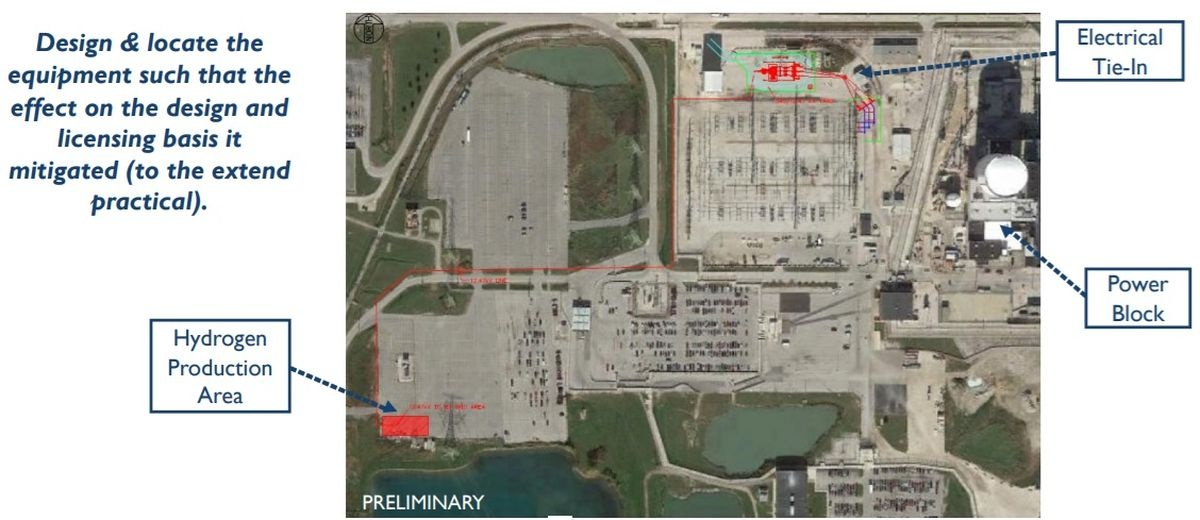 Design & locate the
equipment such that the
effect on the design and
licensing basis it
mitigated (to the extend
practical).
Electrical
Tie-In
Power
Block
Hydrogen
Production
Area
PRELIMINARY